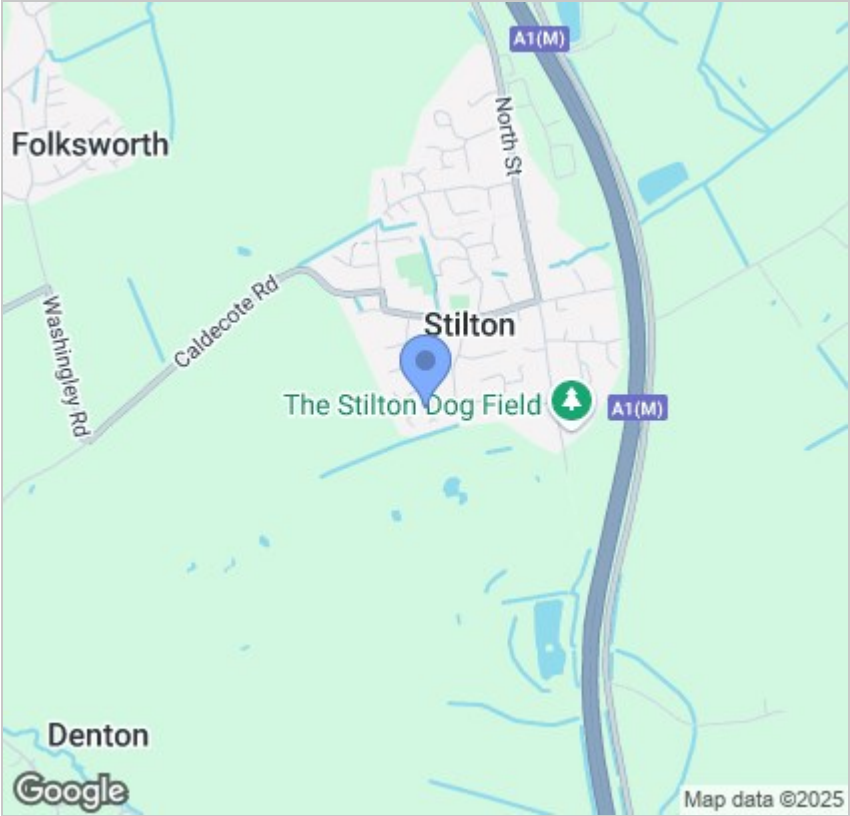 A1(M)
North St
Folksworth
Caldecote Rd
Washingley Rd
Stilton
The Stilton Dog Field
A1(M)
Denton
Google
Map data ©2025